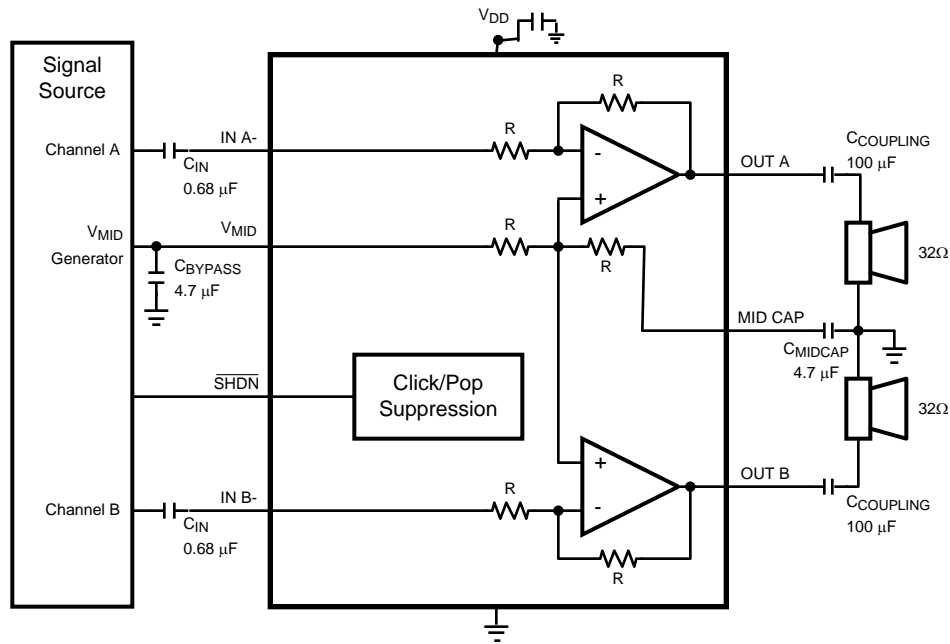 VDD
Signal
Source
R
Channel A
IN A-
R
CIN
0.68 μF
-
+
OUT A
CCOUPLING
100 μF
VMID
Generator
VMID
R
R
CBYPASS
4.7 μF
32Ω
MID CAP
CMIDCAP
4.7 μF
SHDN
Click/Pop
Suppression
32Ω
+
-
OUT B
Channel B
IN B-
R
CIN
0.68 μF
R
CCOUPLING
100 μF